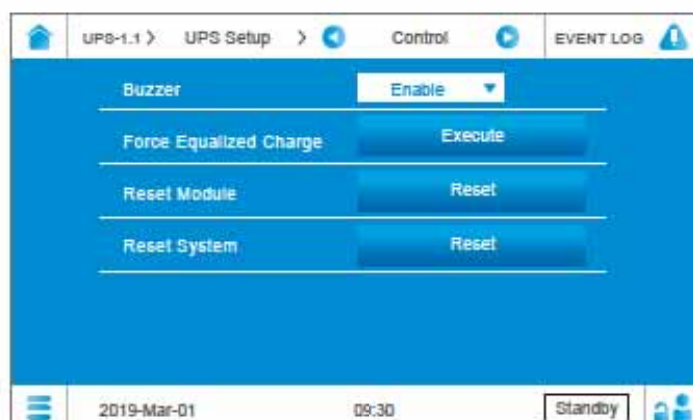 UPS-1.1 > UPS Setup > Control EVENT LOG
Buzzer Enable
Force Equalized Charge Execute
Reset Module Reset
Reset System Reset
2019-Mar-01 09:30 Standby